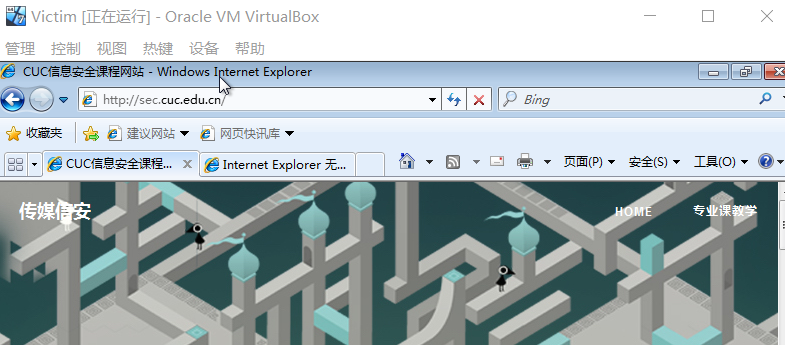 Victim [正在运行] - Oracle VM VirtualBox
管理 控制 视图 热键 设备 帮助
CUC信息安全课程网站 - Windows Internet Explorer
http://sec.cuc.edu.cn/ Bing
收藏夹 建议网站 网页快讯库
CUC信息安全课程... Internet Explorer 无... 页面(P) 安全(S) 工具(O)
传媒信安 HOME 专业课教学